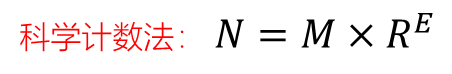 科学计数法： N = M × R^E